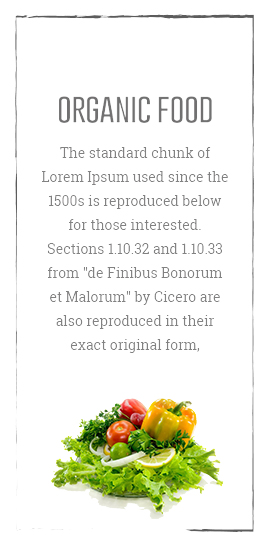 ORGANIC FOOD
The standard chunk of
Lorem Ipsum used since the
1500s is reproduced below
for those interested.
Sections 1.10.32 and 1.10.33
from "de Finibus Bonorum
et Malorum" by Cicero are
also reproduced in their
exact original form,